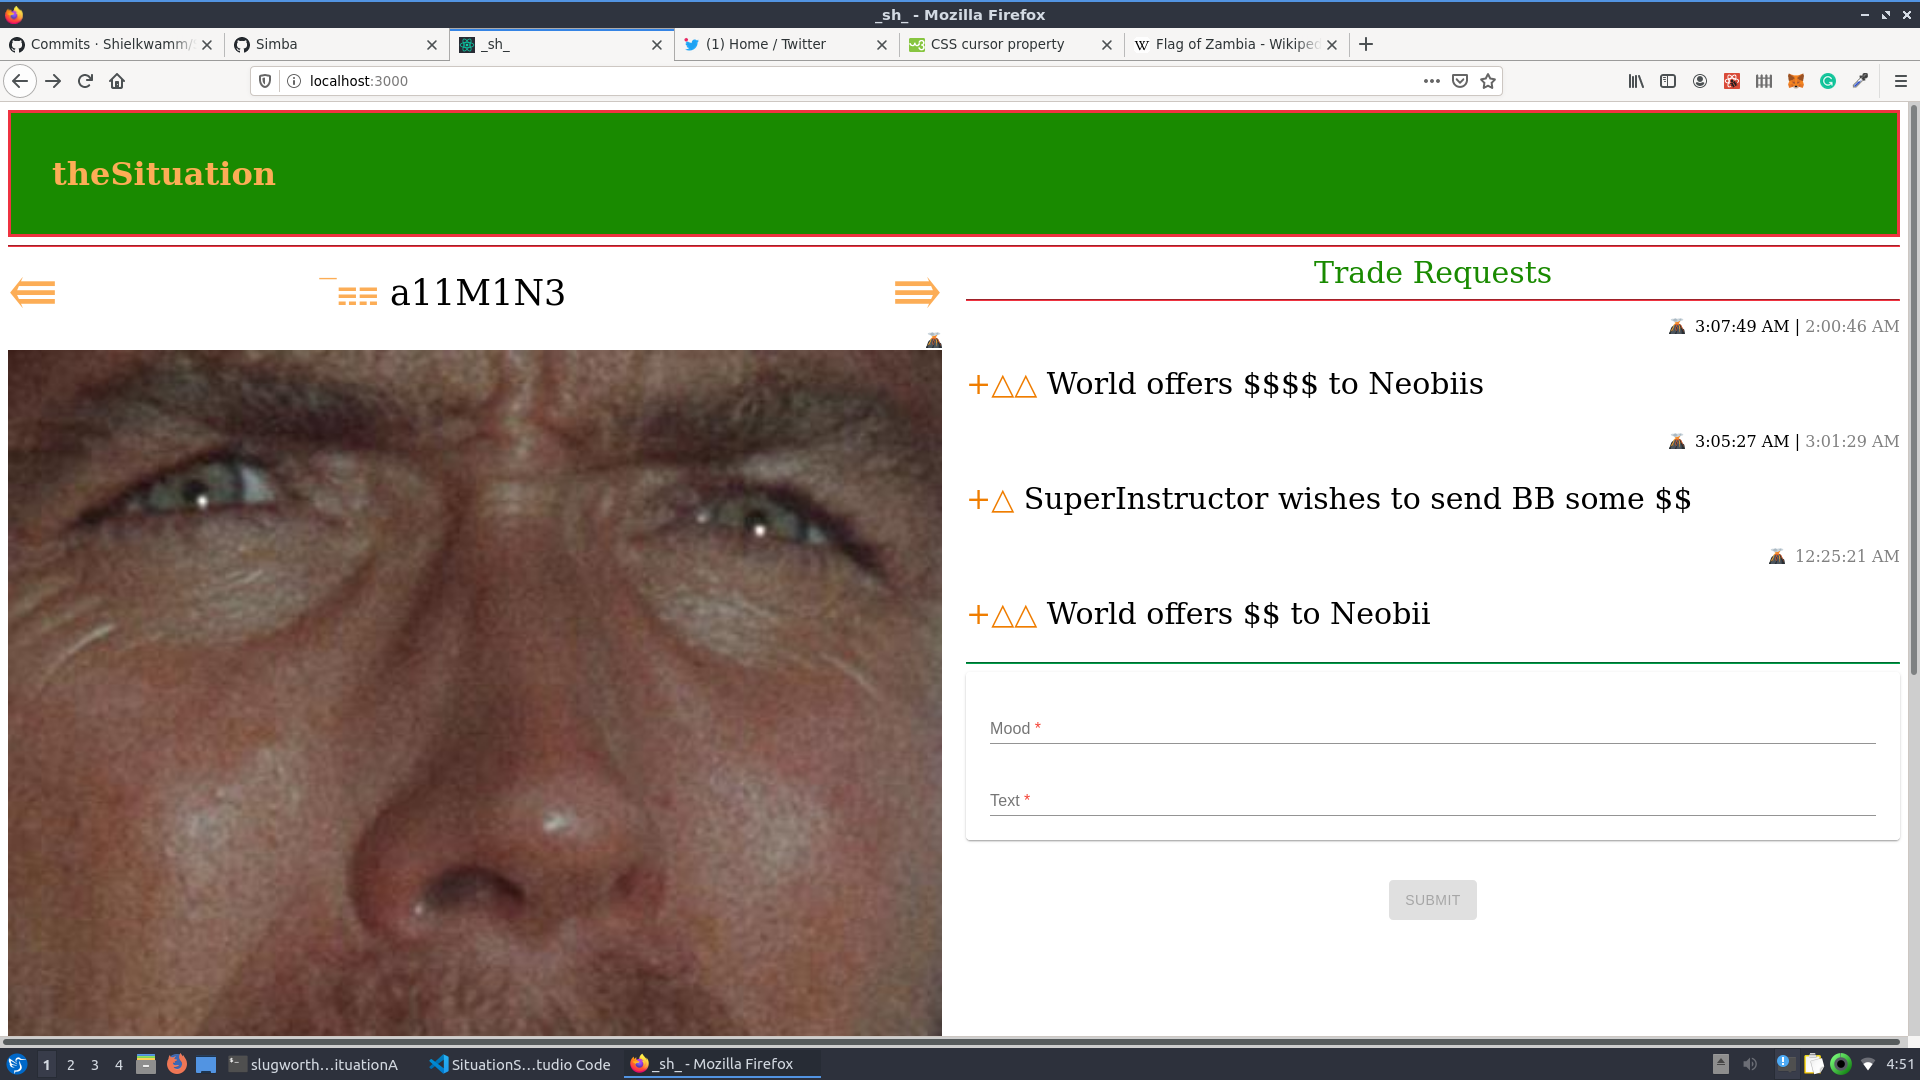 _sh_ - Mozilla Firefox
Commits · Shielkwamm/
Simba
_sh_
(1) Home / Twitter
CSS cursor property
Flag of Zambia - Wikiped
localhost:3000
theSituation
a11M1N3
Trade Requests
3:07:49 AM | 2:00:46 AM
+△△ World offers $$$$ to Neobiis
3:05:27 AM | 3:01:29 AM
+△ SuperInstructor wishes to send BB some $$
12:25:21 AM
+△△ World offers $$ to Neobii
Mood *
Text *
SUBMIT
1 2 3 4
slugworth...ituationA
SituationS...tudio Code
_sh_ - Mozilla Firefox
4:51